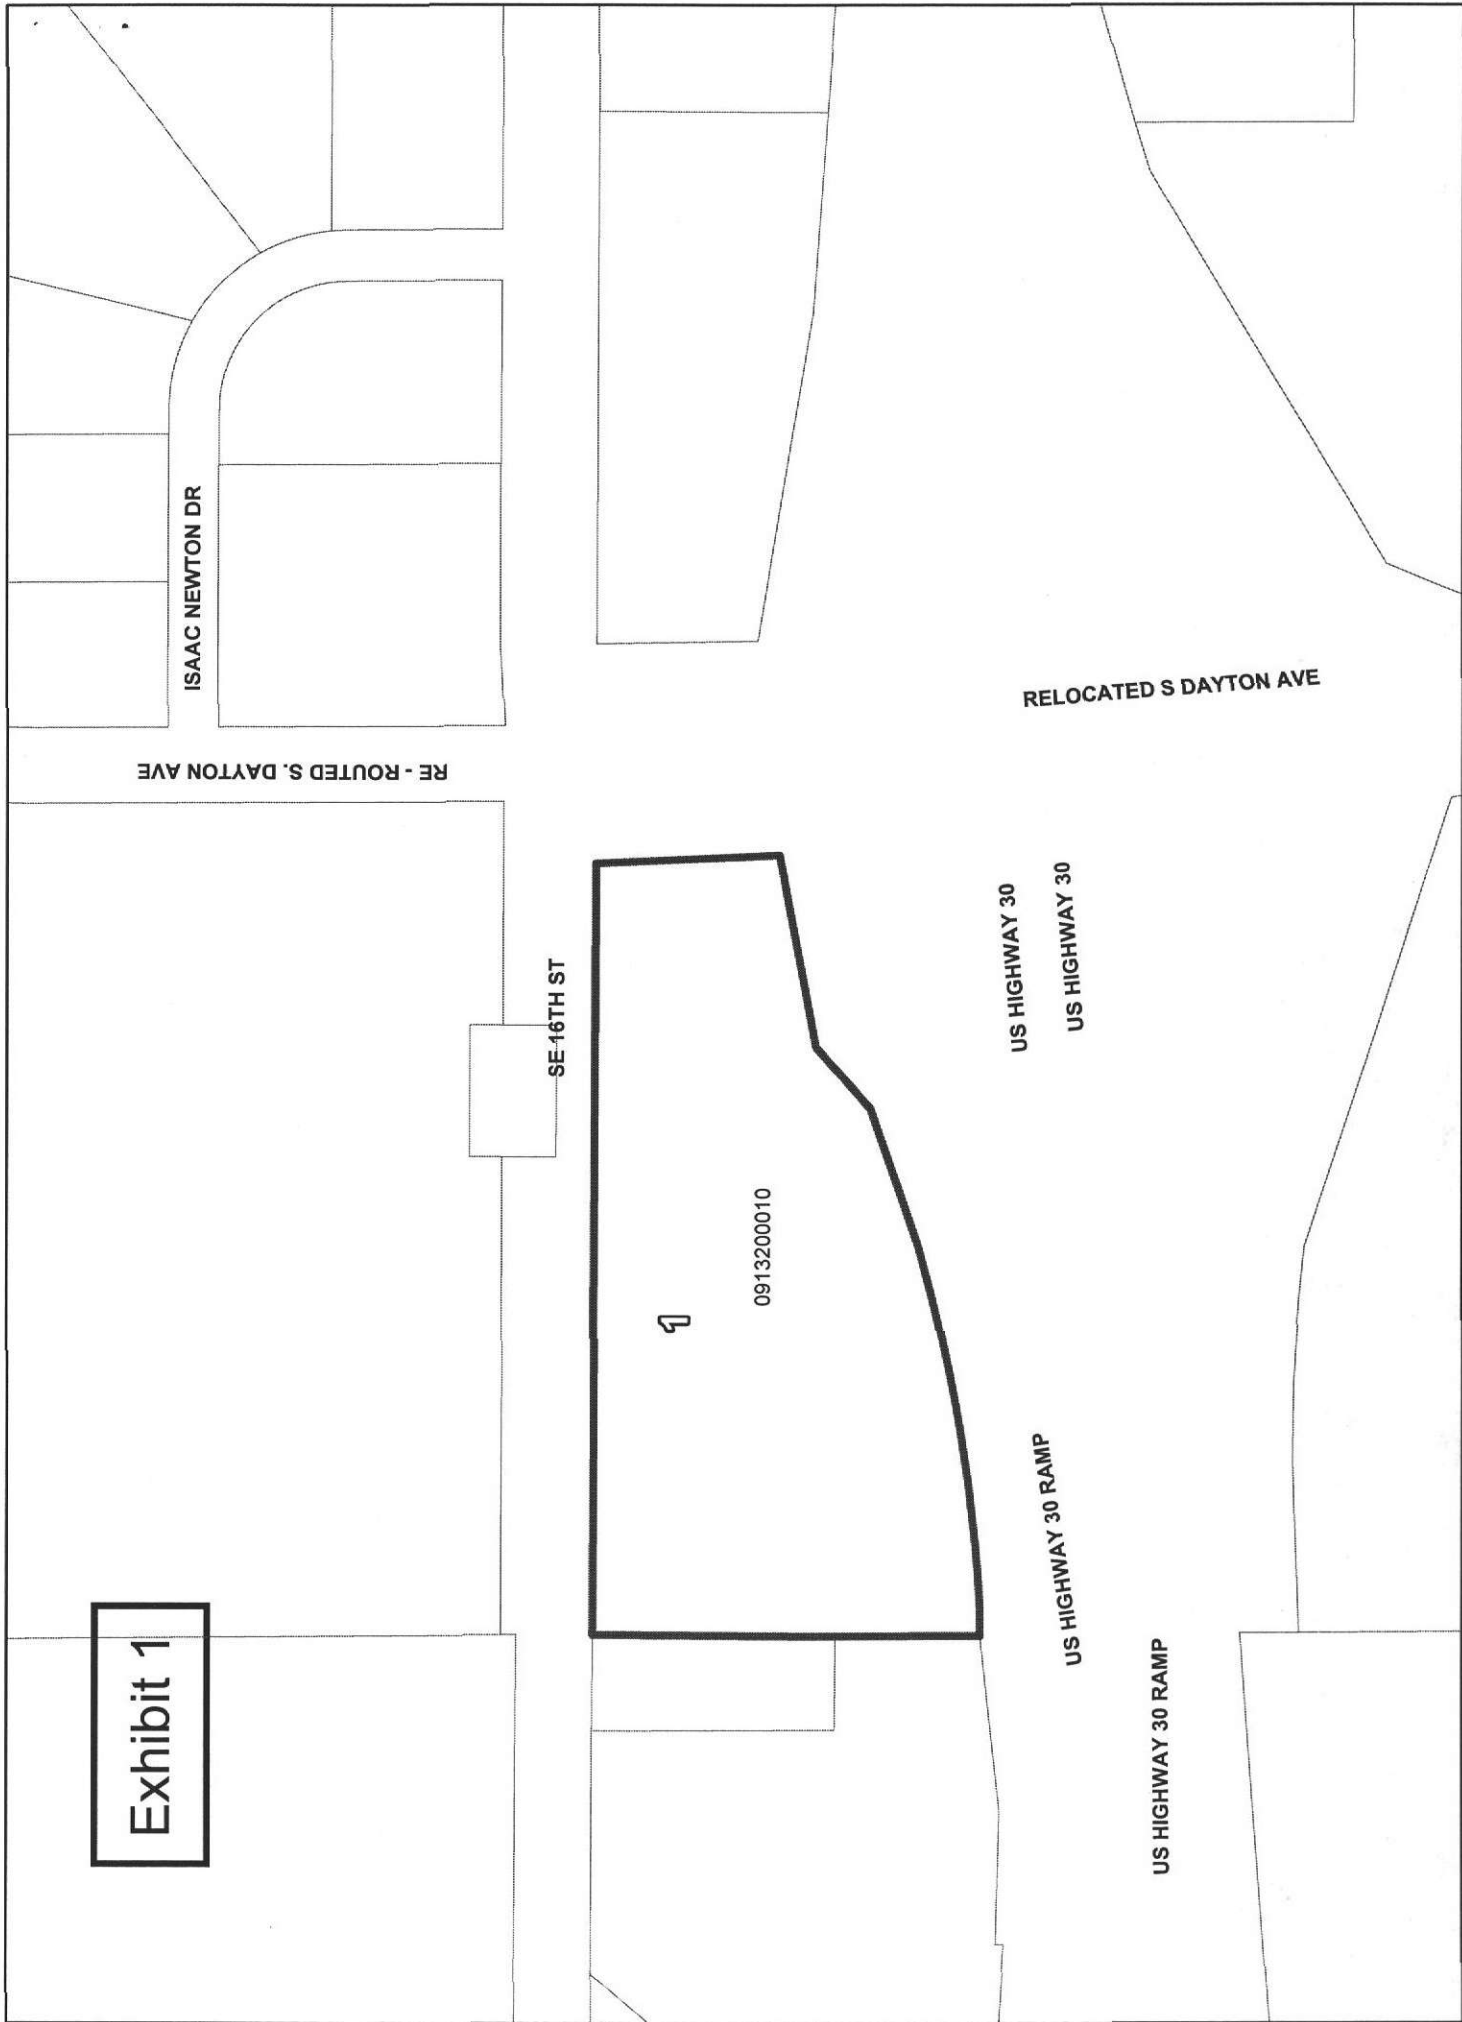 Exhibit 1
RE - ROUTED S. DAYTON AVE
ISAAC NEWTON DR
SE 16TH ST
1
0913200010
US HIGHWAY 30
US HIGHWAY 30
RELOCATED S DAYTON AVE
US HIGHWAY 30 RAMP
US HIGHWAY 30 RAMP